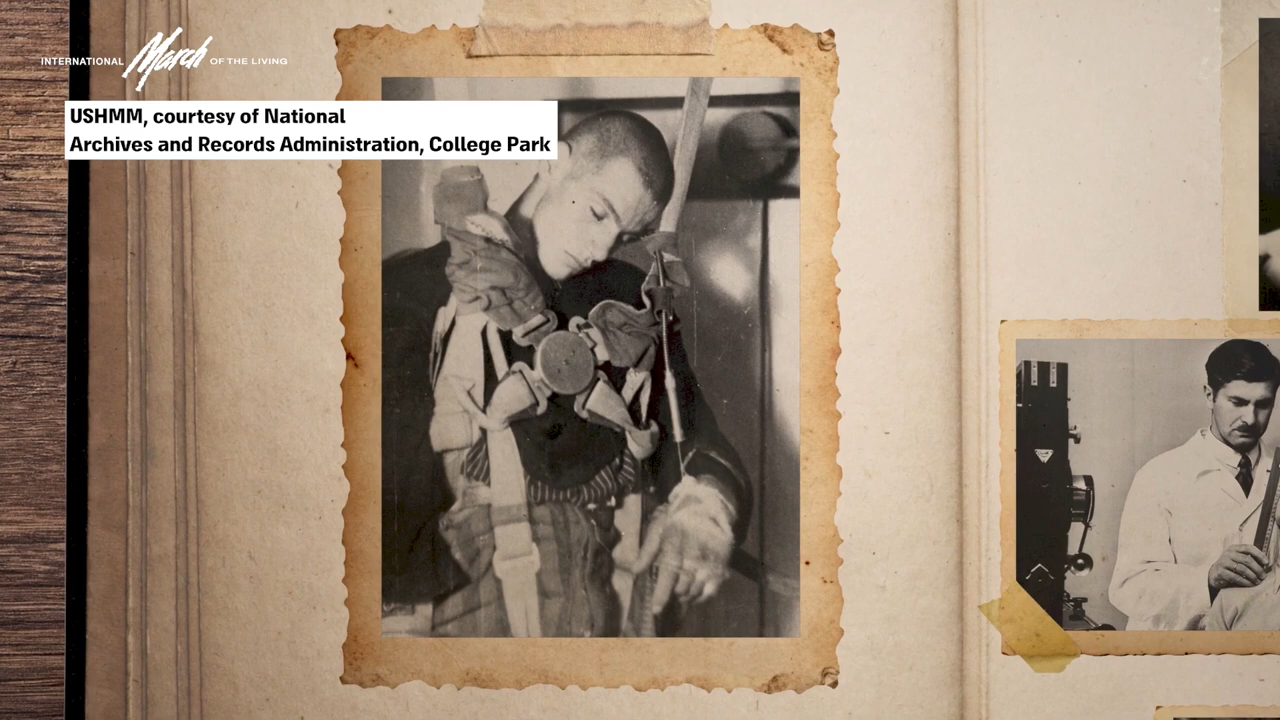 INTERNATIONAL March OF THE LIVING
USHMM, courtesy of National
Archives and Records Administration, College Park